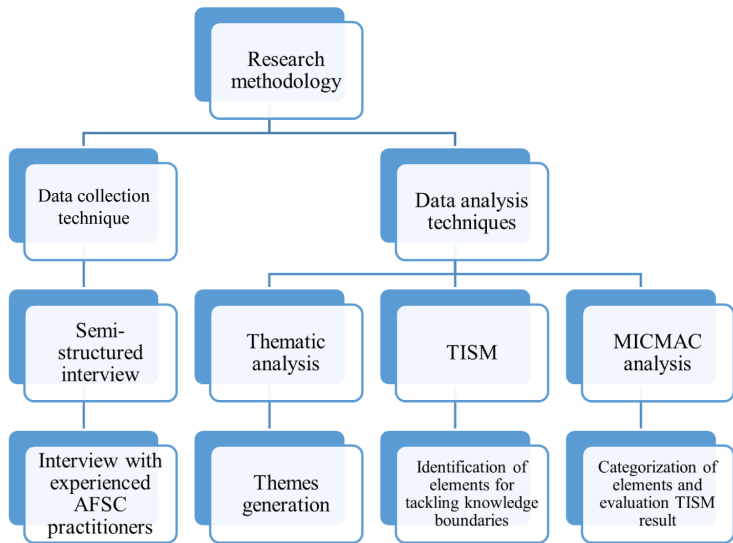 Research
methodology
Data collection
technique
Data analysis
techniques
Semi-
structured
interview
Thematic
analysis
TISM
MICMAC
analysis
Interview with
experienced
AFSC
practitioners
Themes
generation
Identification of
elements for
tackling knowledge
boundaries
Categorization of
elements and
evaluation TISM
result